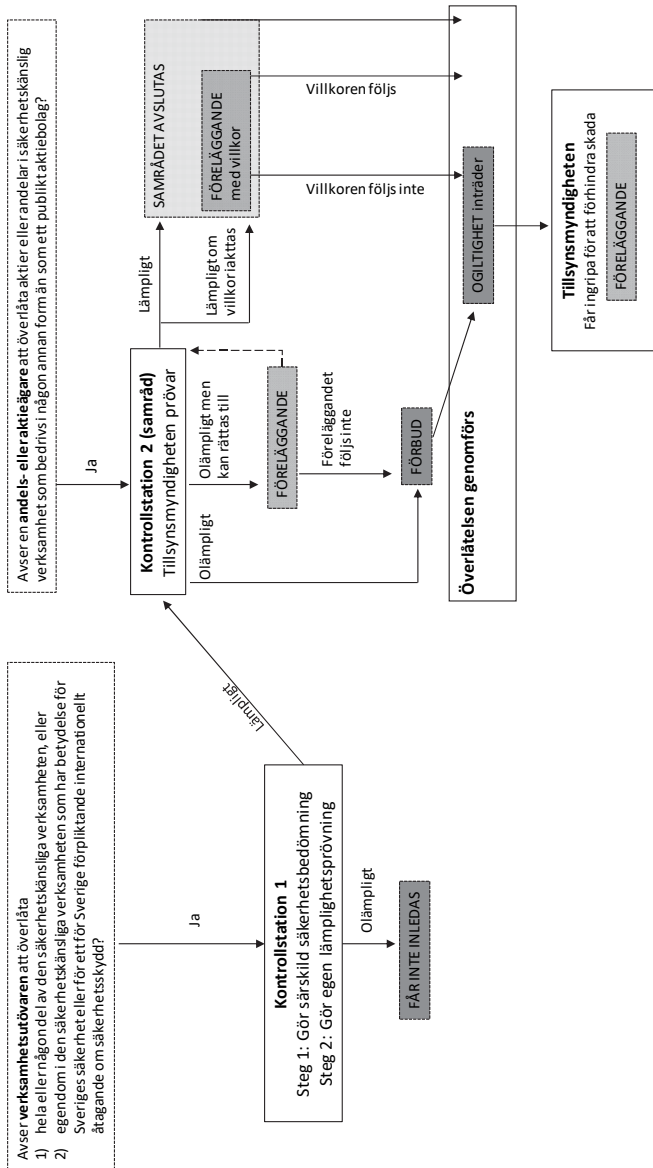 Avser verksamhetsutövaren att överlåta
1) hela eller någon del av den säkerhetskänsliga verksamheten, eller
2) egendom i den säkerhetskänsliga verksamheten som har betydelse för
Sveriges säkerhet eller för ett för Sverige förpliktande internationellt
åtagande om säkerhetsskydd?
Ja
Kontrollstation 1
Steg 1: Gör särskild säkerhetsbedömning
Steg 2: Gör egen lämplighetsprövning
Olämpligt
FÅR INTE INLEDAS
Lämpligt
Avser en andels- eller aktieägare att överlåta aktier eller andelar i säkerhetskänslig
verksamhet som bedrivs i någon annan form än som ett publikt aktiebolag?
Ja
Kontrollstation 2 (samråd)
Tillsynsmyndigheten prövar
Olämpligt
Olämpligt men
kan rättas till
FÖRELÄGGANDE
Föreläggandet
följs inte
FÖRBUD
Lämpligt
Lämpligt om
villkor iakttas
SAMRÅDET AVSLUTAS
FÖRELÄGGANDE
med villkor
Villkoren följs inte
Villkoren följs
Överlåtelsen genomförs
OGILTIGHET inträder
Tillsynsmyndigheten
Får ingripa för att förhindra skada
FÖRELÄGGANDE